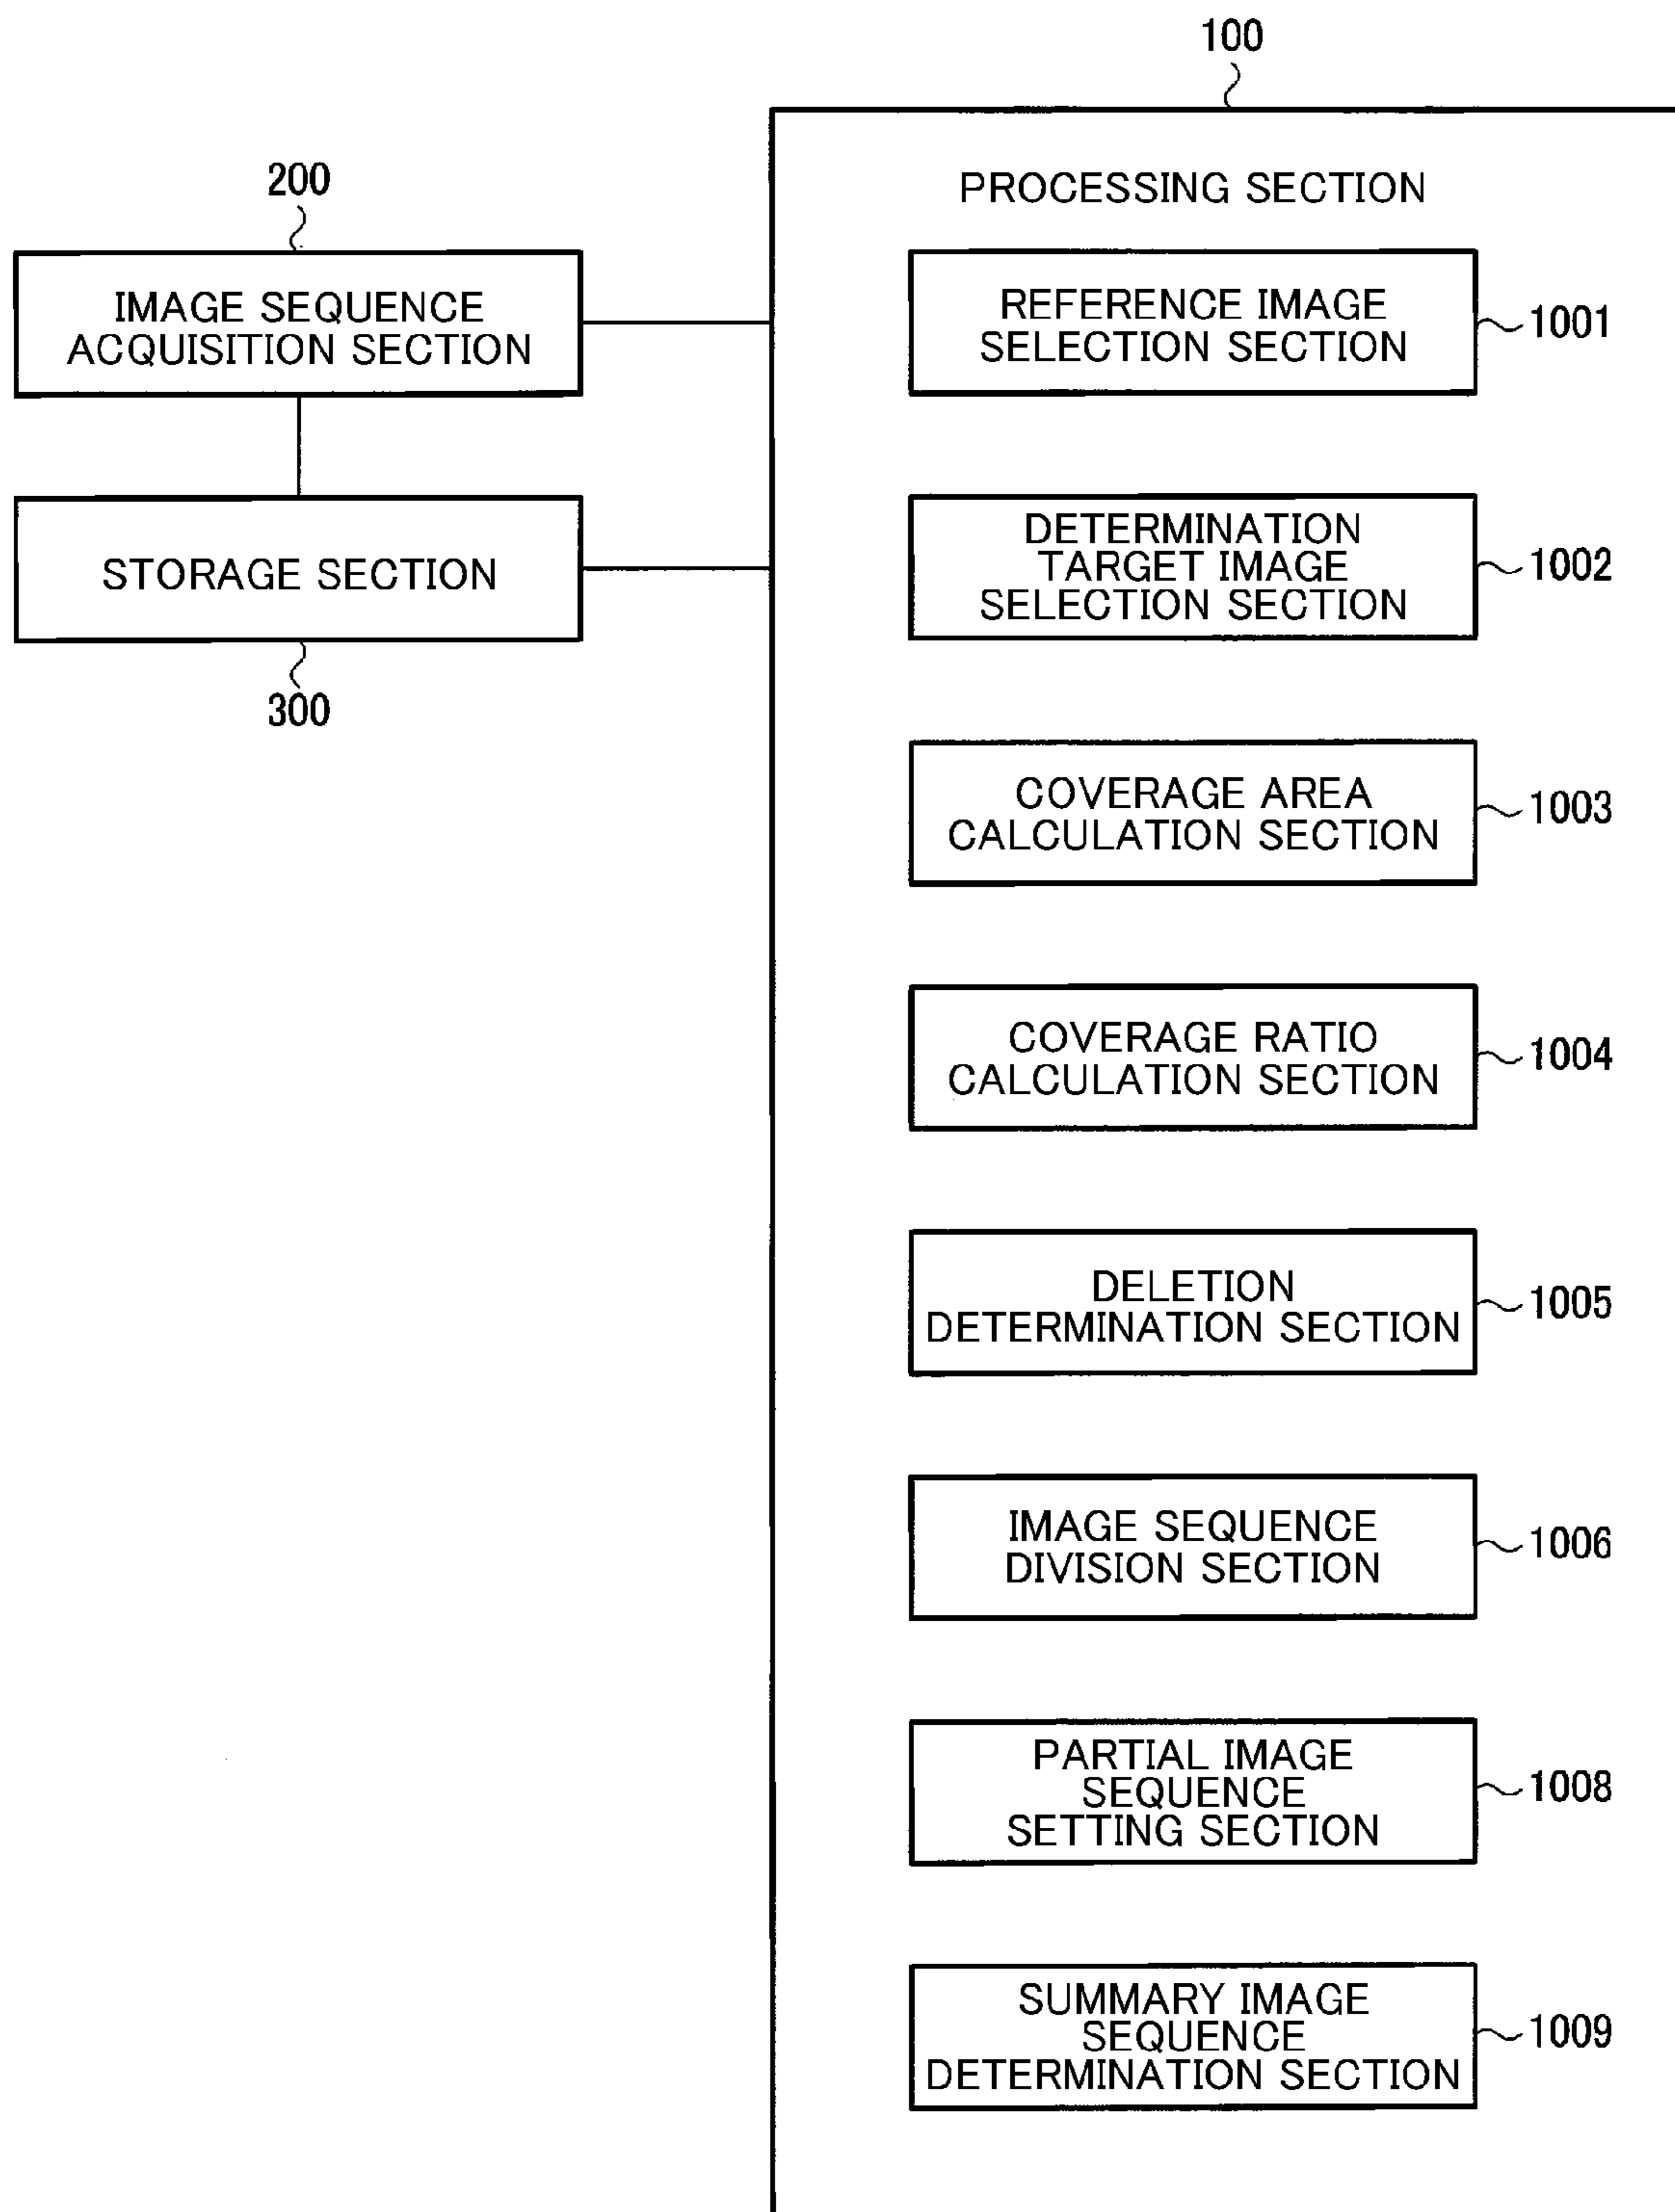 100
PROCESSING SECTION
200
IMAGE SEQUENCE
ACQUISITION SECTION
STORAGE SECTION
300
REFERENCE IMAGE
SELECTION SECTION
1001
DETERMINATION
TARGET IMAGE
SELECTION SECTION
1002
COVERAGE AREA
CALCULATION SECTION
1003
COVERAGE RATIO
CALCULATION SECTION
1004
DELETION
DETERMINATION SECTION
1005
IMAGE SEQUENCE
DIVISION SECTION
1006
PARTIAL IMAGE
SEQUENCE
SETTING SECTION
1008
SUMMARY IMAGE
SEQUENCE
DETERMINATION SECTION
1009